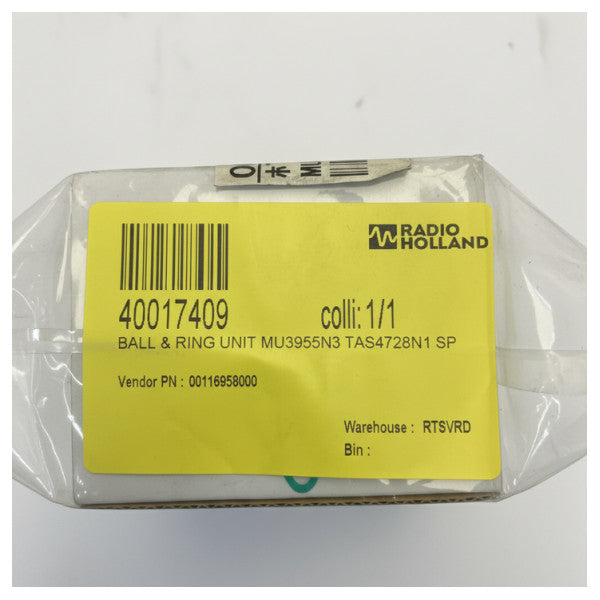 RADIO
HOLLAND
40017409 colli: 1/1
BALL & RING UNIT MU3955N3 TAS4728N1 SP
Vendor PN : 00116958000
Warehouse : RTSVRD
Bin :